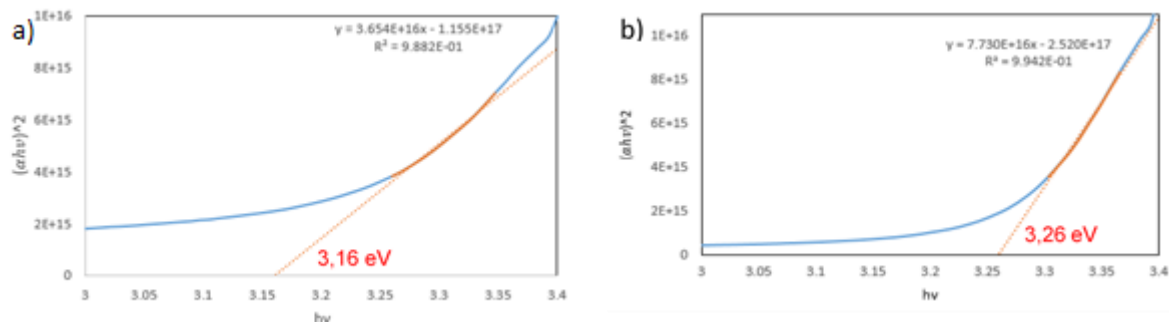 a)
y = 3.654E+16x - 1.155E+17
R² = 9.882E-01
1E+16
8E+15
6E+15
4E+15
2E+15
0
(αhν)^2
3,16 eV
3 3.05 3.1 3.15 3.2 3.25 3.3 3.35 3.4
hν
b)
y = 7.730E+16x - 2.520E+17
R² = 9.942E-01
1E+16
8E+15
6E+15
4E+15
2E+15
0
(αhν)^2
3,26 eV
3 3.05 3.1 3.15 3.2 3.25 3.3 3.35 3.4
hν